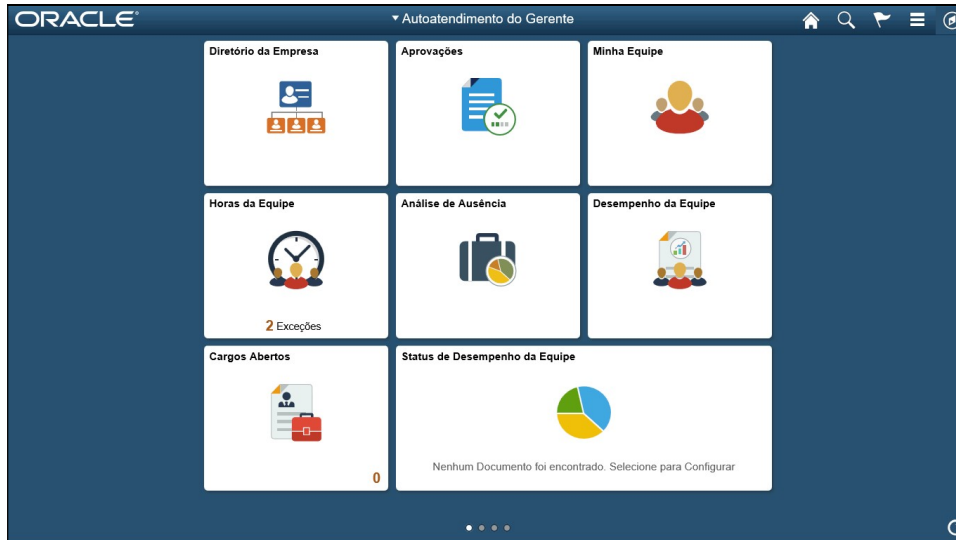 ORACLE
Autoatendimento do Gerente
Diretório da Empresa
Aprovações
Minha Equipe
Horas da Equipe
2 Exceções
Análise de Ausência
Desempenho da Equipe
Cargos Abertos
0
Status de Desempenho da Equipe
Nenhum Documento foi encontrado. Selecione para Configurar